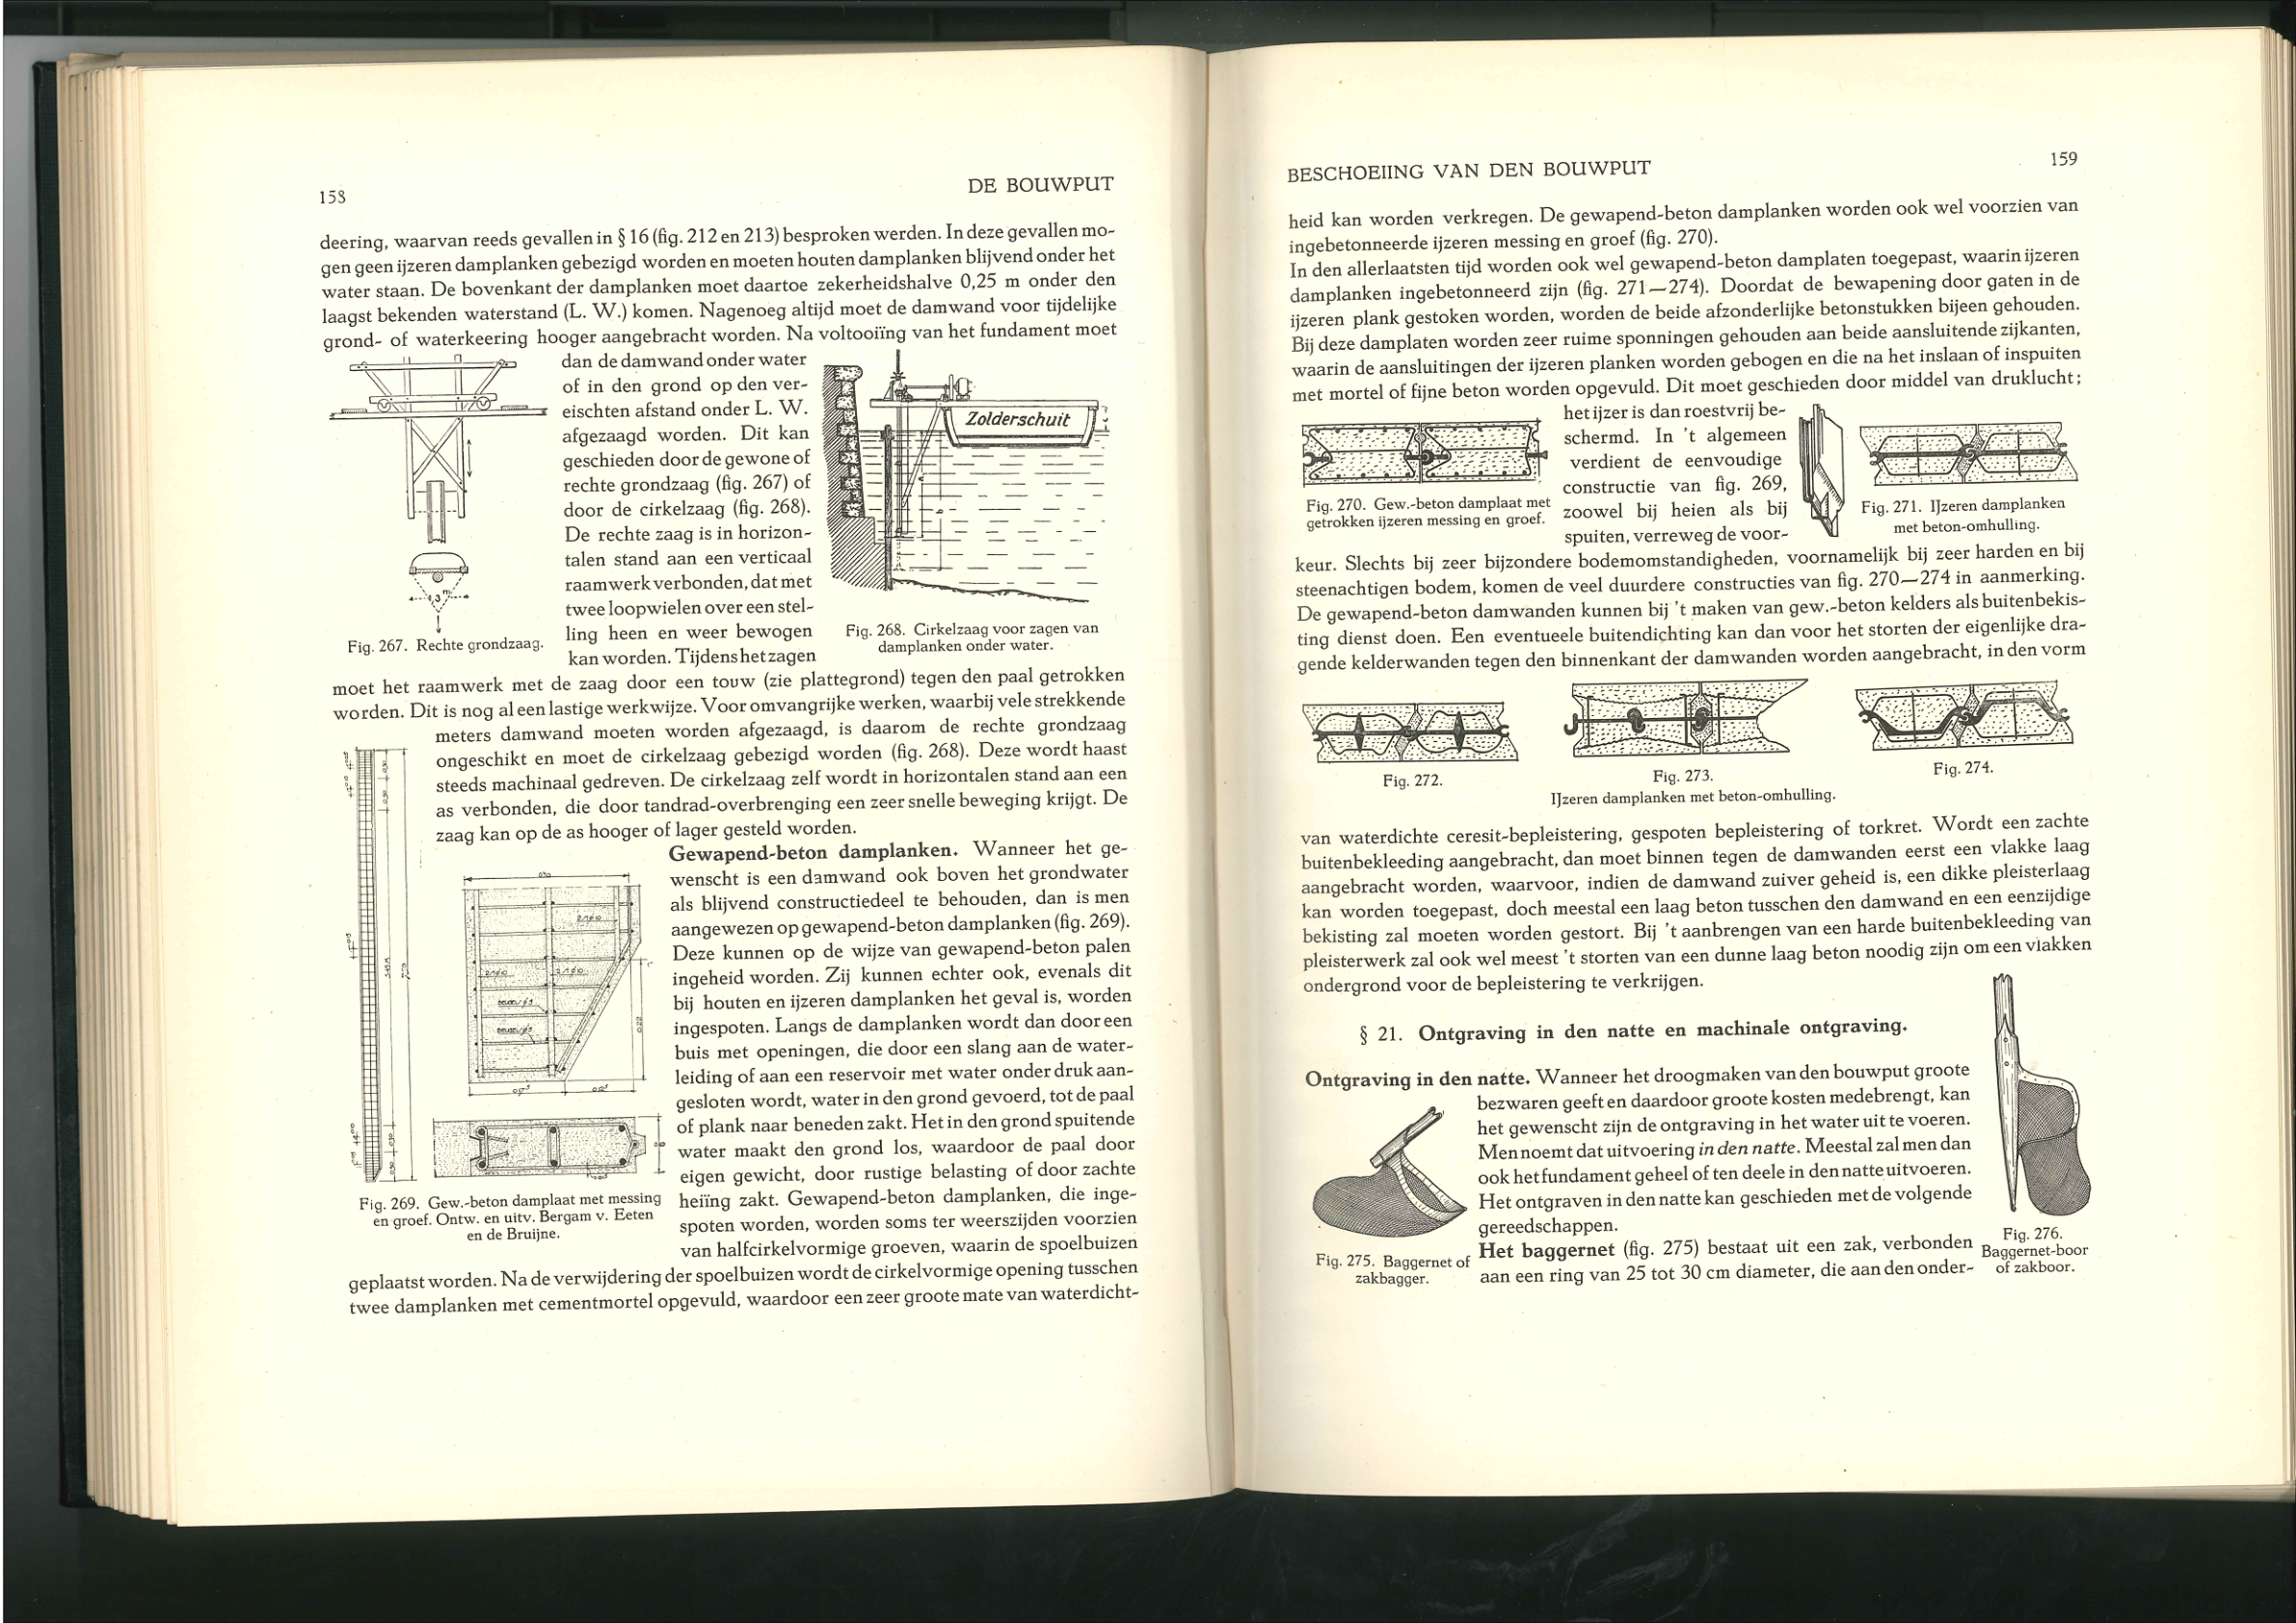 158
DE BOUWPUT
deering, waarvan reeds gevallen in § 16 (fig. 212 en 213) besproken werden. In deze gevallen mo-
gen geen ijzeren damplanken gebezigd worden en moeten houten damplanken blijvend onder het
water staan. De bovenkant der damplanken moet daartoe zekerheidshalve 0,25 m onder den
laagst bekenden waterstand (L. W.) komen. Nagenoeg altijd moet de damwand voor tijdelijke
grond- of waterkeering hooger aangebracht worden. Na voltooiïng van het fundament moet
dan de damwand onder water
of in den grond op den ver-
eischten afstand onder L. W.
afgezaagd worden. Dit kan
geschieden door de gewone of
rechte grondzaag (fig. 267) of
door de cirkelzaag (fig. 268).
De rechte zaag is in horizon-
talen stand aan een verticaal
raamwerk verbonden, dat met
twee loopwielen over een stel-
ling heen en weer bewogen
kan worden. Tijdens het zagen
3 m
Fig. 267. Rechte grondzaag.
Zolderschuit
Fig. 268. Cirkelzaag voor zagen van
damplanken onder water.
moet het raamwerk met de zaag door een touw (zie plattegrond) tegen den paal getrokken
worden. Dit is nog al een lastige werkwijze. Voor omvangrijke werken, waarbij vele strekkende
meters damwand moeten worden afgezaagd, is daarom de rechte grondzaag
ongeschikt en moet de cirkelzaag gebezigd worden (fig. 268). Deze wordt haast
steeds machinaal gedreven. De cirkelzaag zelf wordt in horizontalen stand aan een
as verbonden, die door tandrad-overbrenging een zeer snelle beweging krijgt. De
zaag kan op de as hooger of lager gesteld worden.
Gewapend-beton damplanken. Wanneer het ge-
wenscht is een damwand ook boven het grondwater
als blijvend constructiedeel te behouden, dan is men
aangewezen op gewapend-beton damplanken (fig. 269).
Deze kunnen op de wijze van gewapend-beton palen
ingeheid worden. Zij kunnen echter ook, evenals dit
bij houten en ijzeren damplanken het geval is, worden
ingespoten. Langs de damplanken wordt dan door een
buis met openingen, die door een slang aan de water-
leiding of aan een reservoir met water onder druk aan-
gesloten wordt, water in den grond gevoerd, tot de paal
of plank naar beneden zakt. Het in den grond spuitende
water maakt den grond los, waardoor de paal door
eigen gewicht, door rustige belasting of door zachte
heiïng zakt. Gewapend-beton damplanken, die inge-
spoten worden, worden soms ter weerszijden voorzien
van halfcirkelvormige groeven, waarin de spoelbuizen
Fig. 269. Gew.-beton damplaat met messing
en groef. Ontw. en uitv. Bergam v. Eeten
en de Bruijne.
geplaatst worden. Na de verwijdering der spoelbuizen wordt de cirkelvormige opening tusschen
twee damplanken met cementmortel opgevuld, waardoor een zeer groote mate van waterdicht-
BESCHOEIING VAN DEN BOUWPUT
159
heid kan worden verkregen. De gewapend-beton damplanken worden ook wel voorzien van
ingebetonneerde ijzeren messing en groef (fig. 270).
In den allerlaatsten tijd worden ook wel gewapend-beton damplaten toegepast, waarin ijzeren
damplanken ingebetonneerd zijn (fig. 271—274). Doordat de bewapening door gaten in de
ijzeren plank gestoken worden, worden de beide afzonderlijke betonstukken bijeen gehouden.
Bij deze damplaten worden zeer ruime sponningen gehouden aan beide aansluitende zijkanten,
waarin de aansluitingen der ijzeren planken worden gebogen en die na het inslaan of inspuiten
met mortel of fijne beton worden opgevuld. Dit moet geschieden door middel van druklucht;
het ijzer is dan roestvrij be-
schermd. In 't algemeen
verdient de eenvoudige
constructie van fig. 269,
zoowel bij heien als bij
spuiten, verreweg de voor-
Fig. 270. Gew.-beton damplaat met
getrokken ijzeren messing en groef.
Fig. 271. IJzeren damplanken
met beton-omhulling.
keur. Slechts bij zeer bijzondere bodemomstandigheden, voornamelijk bij zeer harden en bij
steenachtigen bodem, komen de veel duurdere constructies van fig. 270—274 in aanmerking.
De gewapend-beton damwanden kunnen bij 't maken van gew.-beton kelders als buitenbekis-
ting dienst doen. Een eventueele buitendichting kan dan voor het storten der eigenlijke dra-
gende kelderwanden tegen den binnenkant der damwanden worden aangebracht, in den vorm
Fig. 272.
Fig. 273.
Fig. 274.
IJzeren damplanken met beton-omhulling.
van waterdichte ceresit-bepleistering, gespoten bepleistering of torkret. Wordt een zachte
buitenbekleeding aangebracht, dan moet binnen tegen de damwanden eerst een vlakke laag
aangebracht worden, waarvoor, indien de damwand zuiver geheid is, een dikke pleisterlaag
kan worden toegepast, doch meestal een laag beton tusschen den damwand en een eenzijdige
bekisting zal moeten worden gestort. Bij 't aanbrengen van een harde buitenbekleeding van
pleisterwerk zal ook wel meest 't storten van een dunne laag beton noodig zijn om een vlakken
ondergrond voor de bepleistering te verkrijgen.
§ 21. Ontgraving in den natte en machinale ontgraving.
Ontgraving in den natte. Wanneer het droogmaken van den bouwput groote
bezwaren geeft en daardoor groote kosten medebrengt, kan
het gewenscht zijn de ontgraving in het water uit te voeren.
Men noemt dat uitvoering in den natte. Meestal zal men dan
ook het fundament geheel of ten deele in den natte uitvoeren.
Het ontgraven in den natte kan geschieden met de volgende
gereedschappen.
Het baggernet (fig. 275) bestaat uit een zak, verbonden
aan een ring van 25 tot 30 cm diameter, die aan den onder-
Fig. 275. Baggernet of
zakbagger.
Fig. 276.
Baggernet-boor
of zakboor.